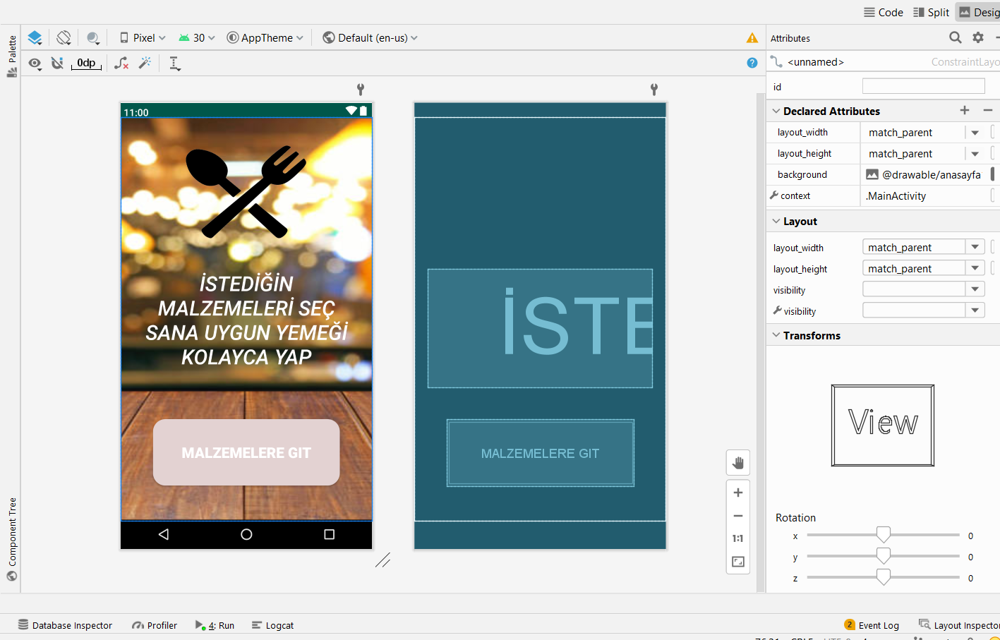 Code Split Desig
Palette
Pixel 30 AppTheme Default (en-us)
Attributes
0dp
<unnamed> ConstraintLayo
id
11:00
Declared Attributes
layout_width match_parent
layout_height match_parent
background @drawable/anasayfa
context .MainActivity
Layout
layout_width match_parent
layout_height match_parent
visibility
visibility
Transforms
İSTEDİĞİN
MALZEMELERİ SEÇ
SANA UYGUN YEMEĞİ
KOLAYCA YAP
İSTE
View
MALZEMELERE GIT
MALZEMELERE GIT
1:1
Rotation
x 0
y 0
z 0
Component Tree
Database Inspector Profiler 4: Run Logcat 2 Event Log Layout Inspector